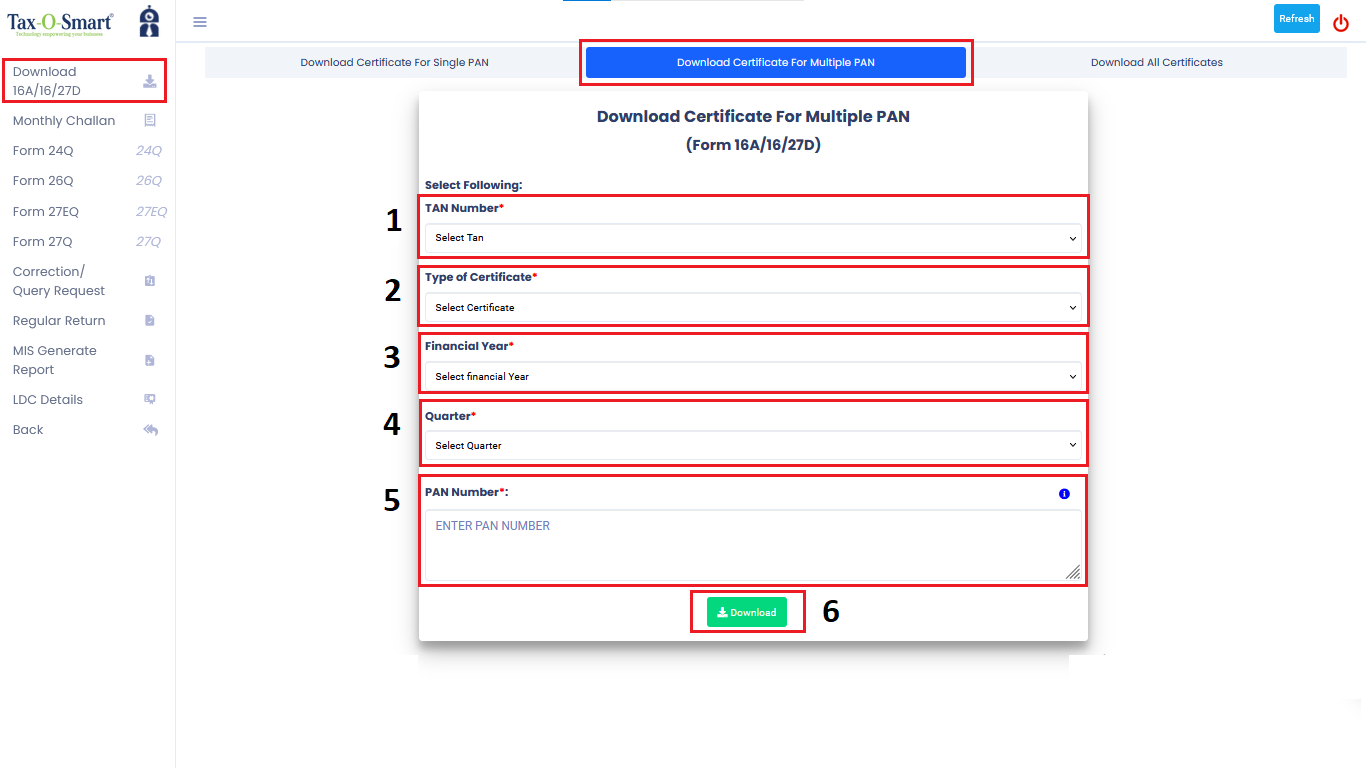 Tax-O-Smart®
Technology empowering your business
Refresh
Download Certificate For Single PAN
Download Certificate For Multiple PAN
Download All Certificates
Download
16A/16/27D
Monthly Challan
Form 24Q 24Q
Form 26Q 26Q
Form 27EQ 27EQ
Form 27Q 27Q
Correction/
Query Request
Regular Return
MIS Generate
Report
LDC Details
Back
Download Certificate For Multiple PAN
(Form 16A/16/27D)
Select Following:
1
TAN Number*
Select Tan
2
Type of Certificate*
Select Certificate
3
Financial Year*
Select financial Year
4
Quarter*
Select Quarter
5
PAN Number*:
ENTER PAN NUMBER
Download
6